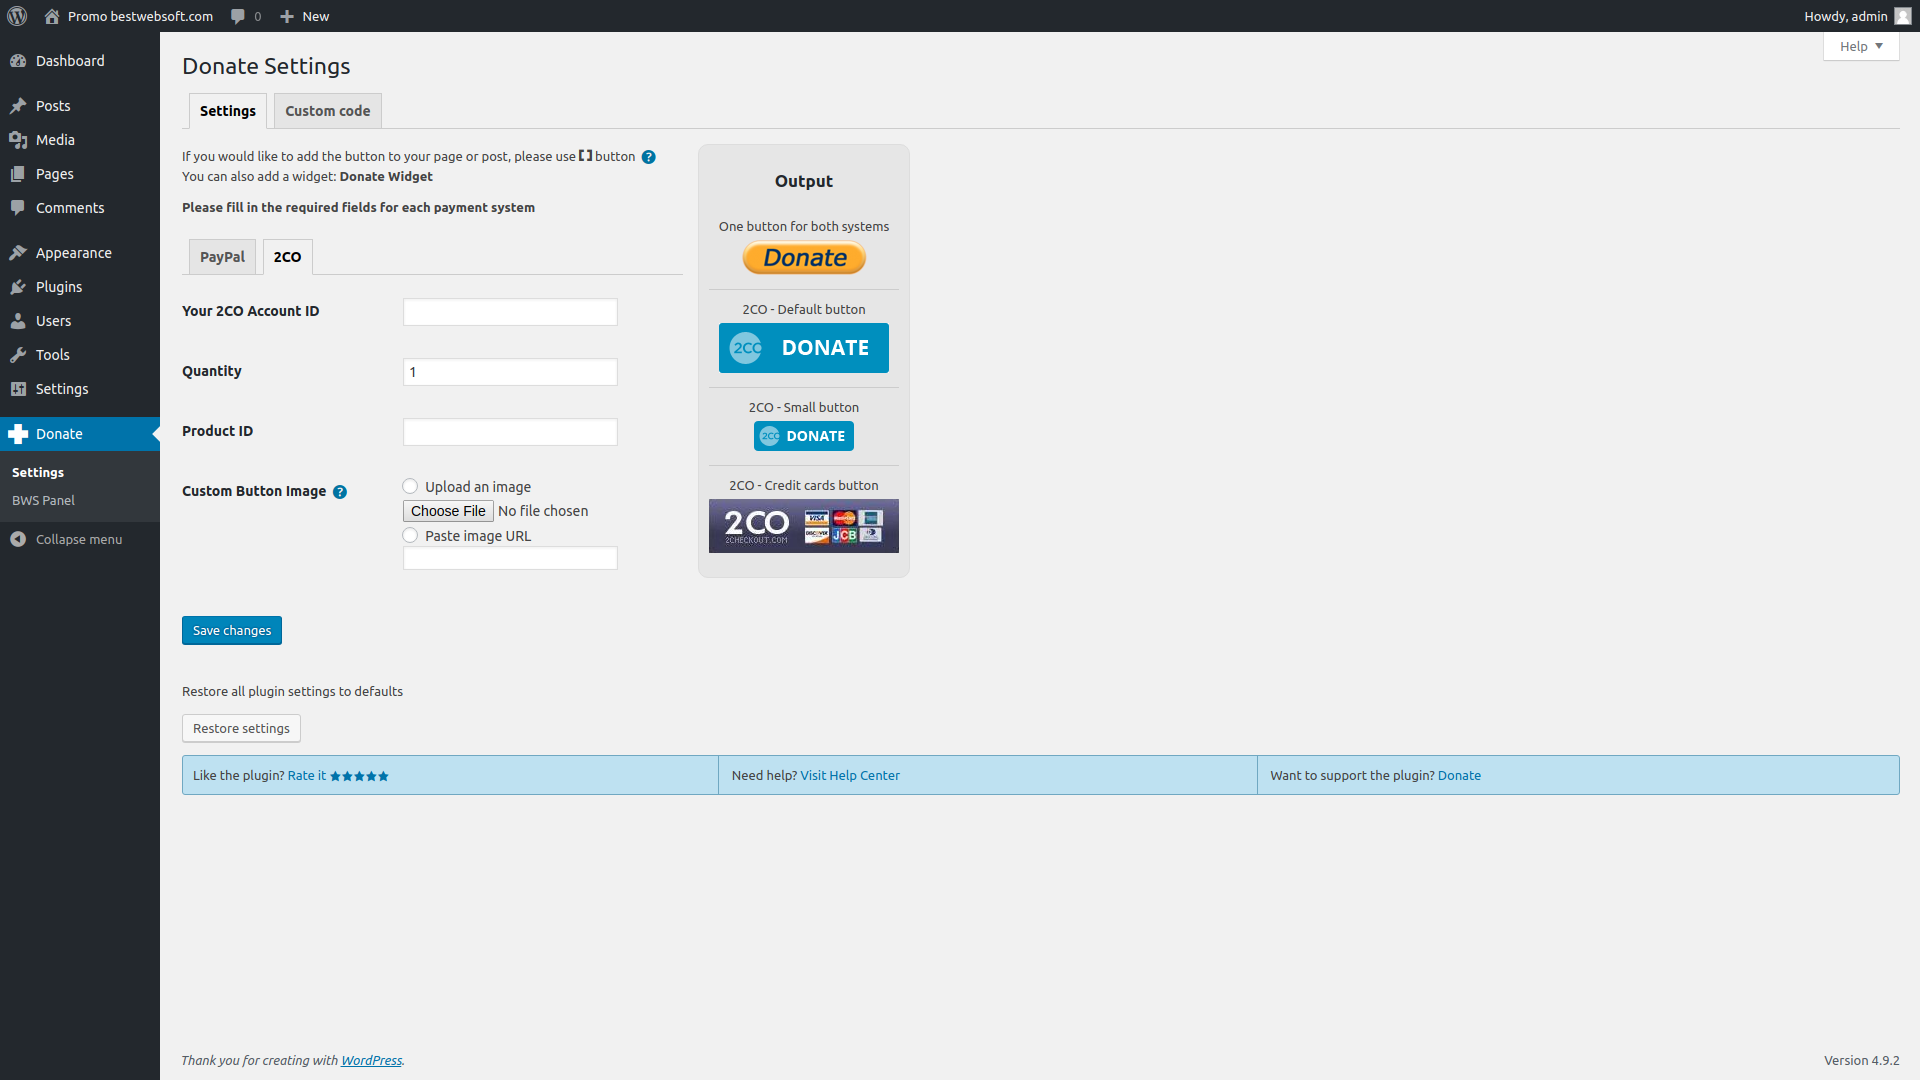 Promo bestwebsoft.com 0 New Howdy, admin
Help
Dashboard
Posts
Media
Pages
Comments
Appearance
Plugins
Users
Tools
Settings
Donate
Settings
BWS Panel
Collapse menu
Donate Settings
Settings Custom code
If you would like to add the button to your page or post, please use button ?
You can also add a widget: Donate Widget
Please fill in the required fields for each payment system
PayPal 2CO
Your 2CO Account ID
Quantity 1
Product ID
Custom Button Image ? Upload an image
Choose File No file chosen
Paste image URL
Save changes
Output
One button for both systems
Donate
2CO - Default button
2CO DONATE
2CO - Small button
2CO DONATE
2CO - Credit cards button
2CO
2CHECKOUT.COM
VISA MasterCard
DISCOVER JCB
Restore all plugin settings to defaults
Restore settings
Like the plugin? Rate it Need help? Visit Help Center Want to support the plugin? Donate
Thank you for creating with WordPress. Version 4.9.2